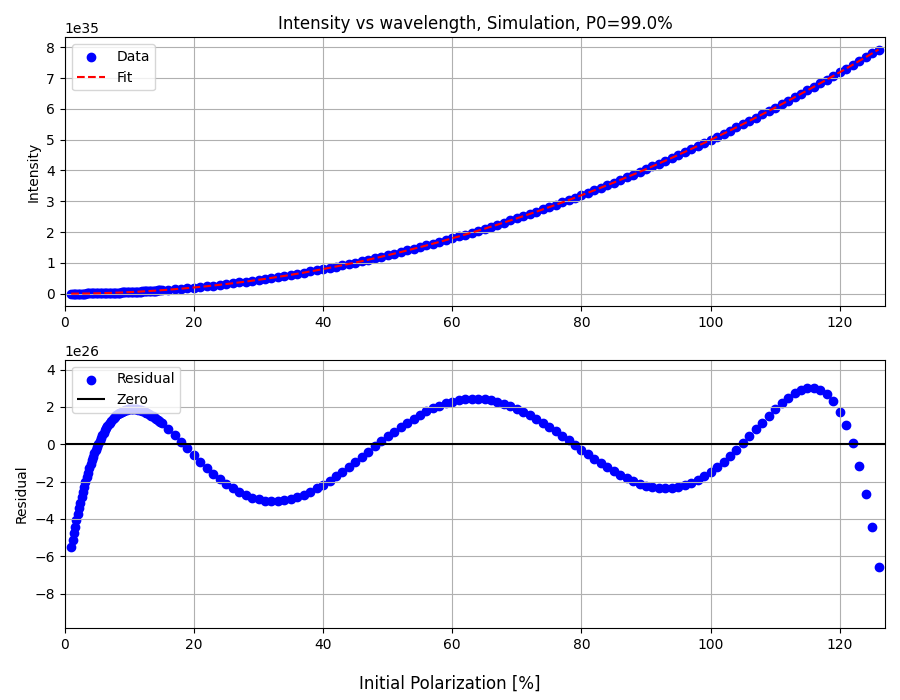 Intensity vs wavelength, Simulation, P0=99.0%
1e35
Data
Fit
Intensity
8
7
6
5
4
3
2
1
0
0 20 40 60 80 100 120
1e26
Residual
Zero
Residual
4
2
0
−2
−4
−6
−8
0 20 40 60 80 100 120
Initial Polarization [%]